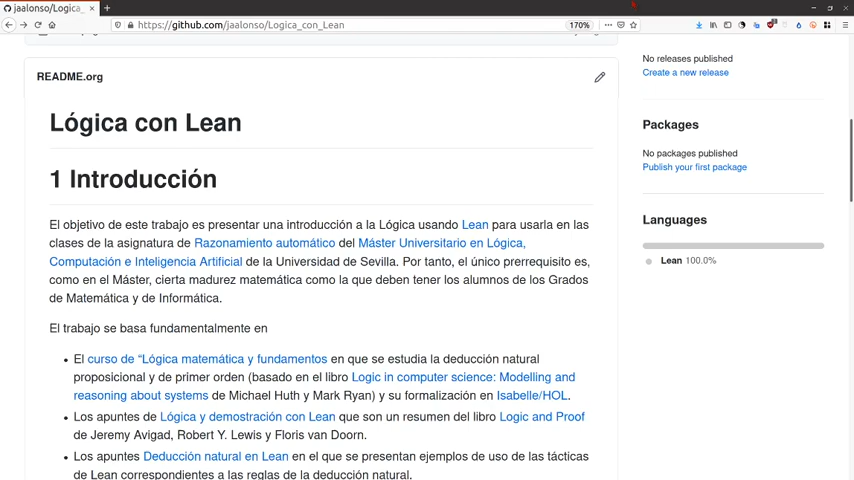 jaalonso/Logica_
https://github.com/jaalonso/Logica_con_Lean
170%
No releases published
README.org
Create a new release
Lógica con Lean
Packages
No packages published
Publish your first package
1 Introducción
Languages
El objetivo de este trabajo es presentar una introducción a la Lógica usando Lean para usarla en las
clases de la asignatura de Razonamiento automático del Máster Universitario en Lógica,
Computación e Inteligencia Artificial de la Universidad de Sevilla. Por tanto, el único prerrequisito es,
Lean 100.0%
como en el Máster, cierta madurez matemática como la que deben tener los alumnos de los Grados
de Matemática y de Informática.
El trabajo se basa fundamentalmente en
• El curso de “Lógica matemática y fundamentos en que se estudia la deducción natural
proposicional y de primer orden (basado en el libro Logic in computer science: Modelling and
reasoning about systems de Michael Huth y Mark Ryan) y su formalización en Isabelle/HOL.
• Los apuntes de Lógica y demostración con Lean que son un resumen del libro Logic and Proof
de Jeremy Avigad, Robert Y. Lewis y Floris van Doorn.
• Los apuntes Deducción natural en Lean en el que se presentan ejemplos de uso de las tácticas
de Lean correspondientes a las reglas de la deducción natural.